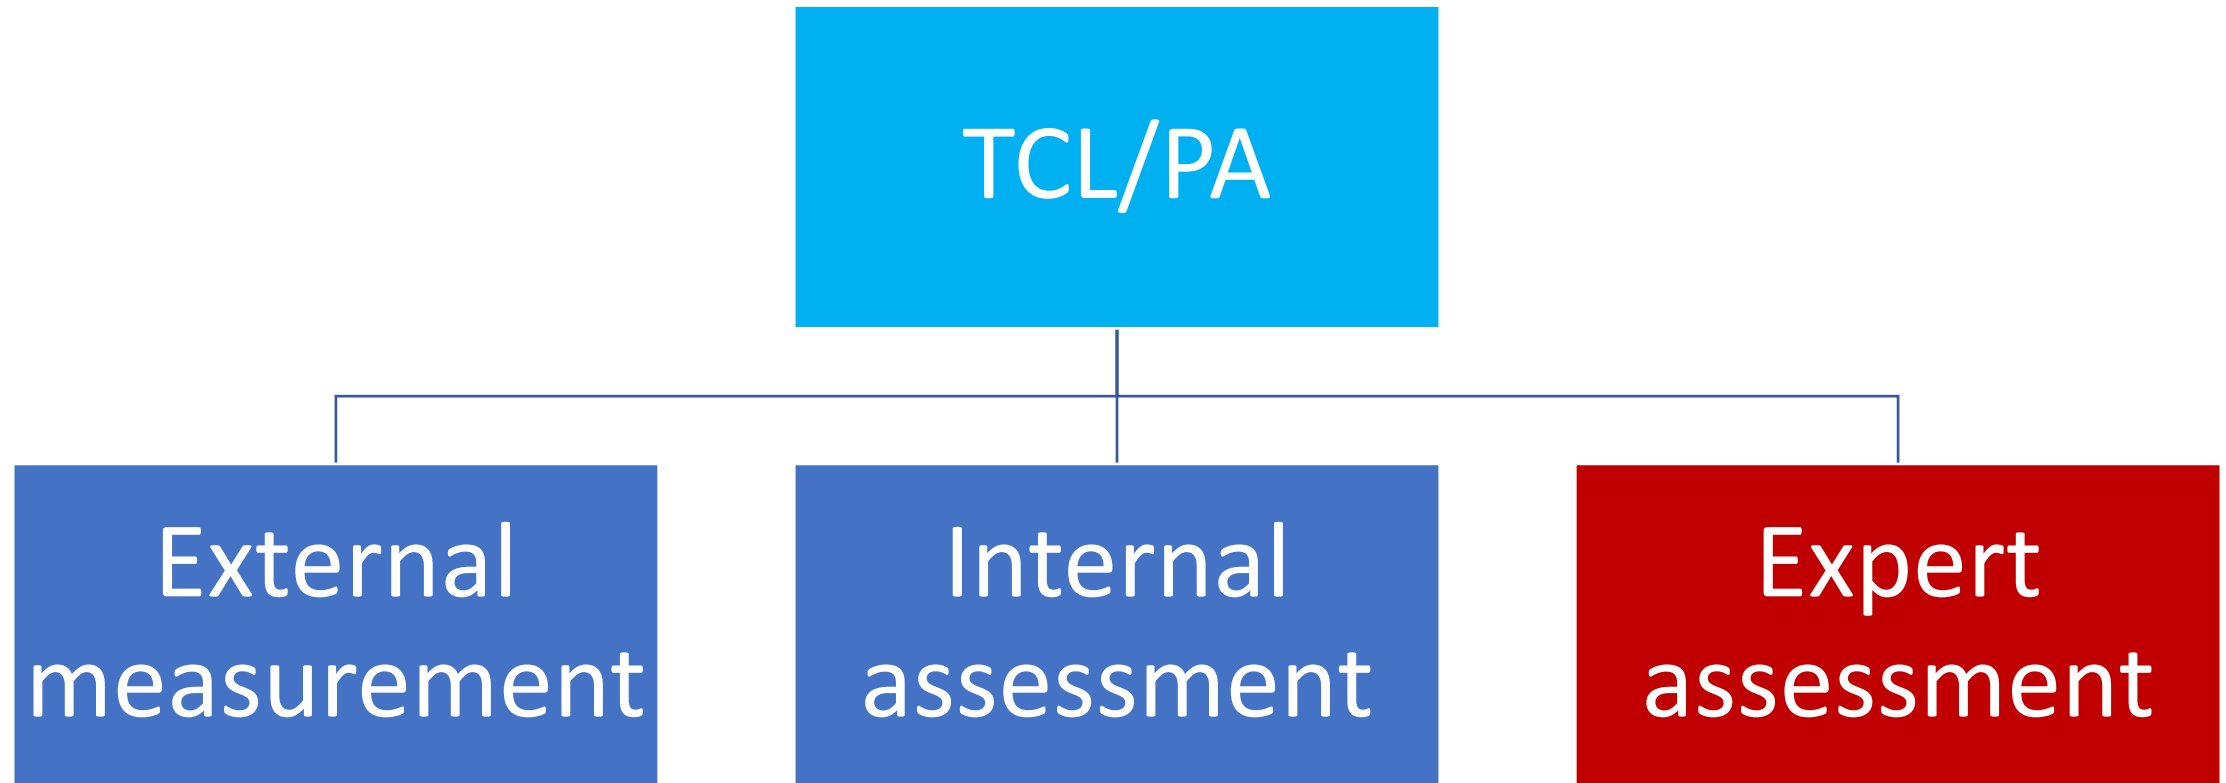 TCL/PA
External
measurement
Internal
assessment
Expert
assessment